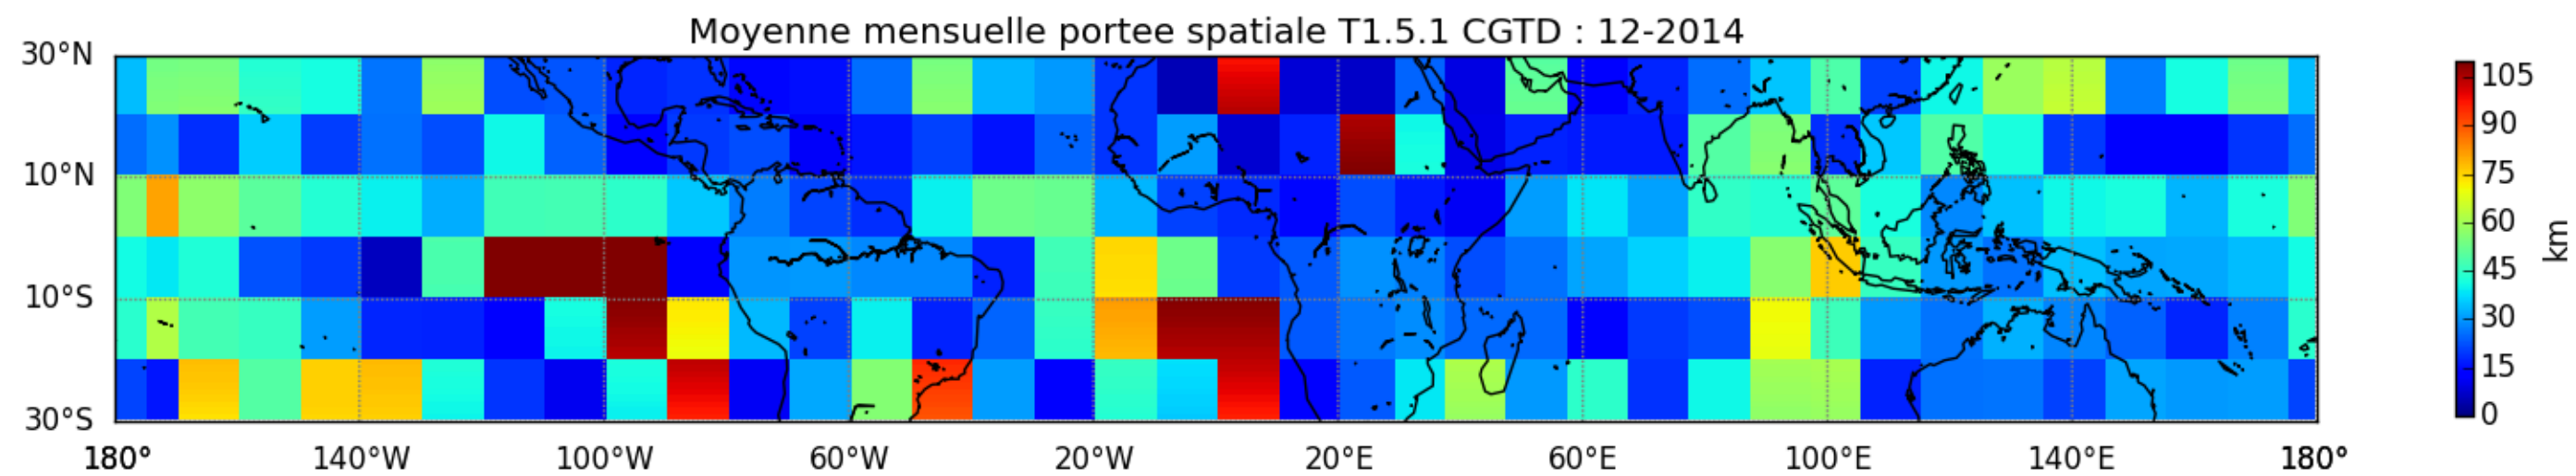 Moyenne mensuelle portee spatiale T1.5.1 CGTD : 12-2014
30°N
10°N
10°S
30°S
180° 140°W 100°W 60°W 20°W 20°E 60°E 100°E 140°E 180°
105
90
75
60
45
30
15
0
km